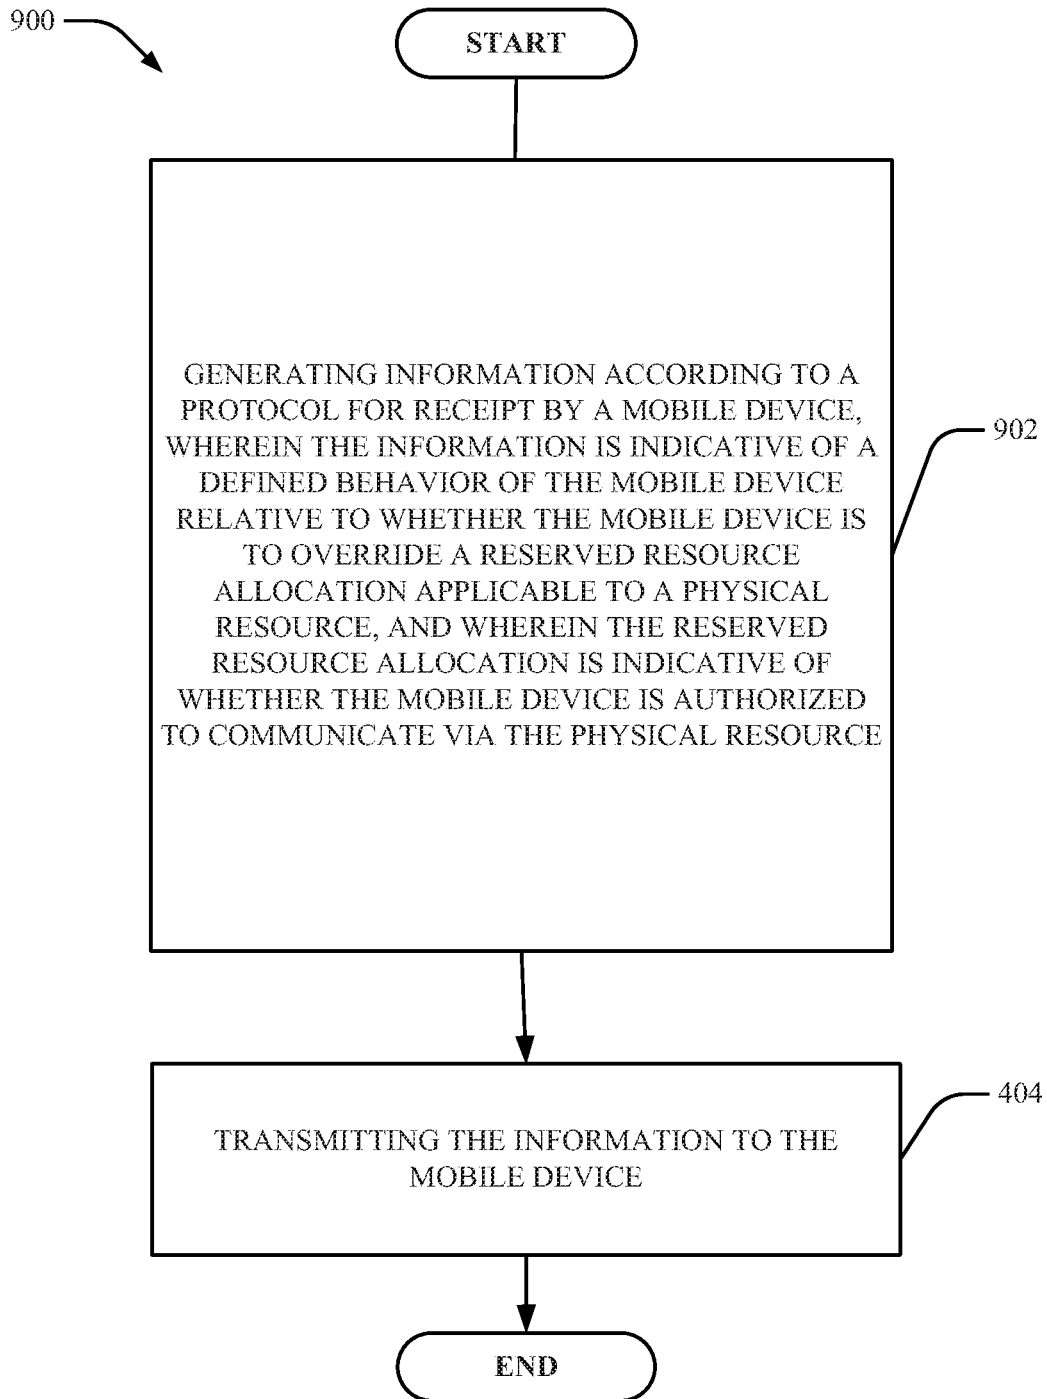 900
START
GENERATING INFORMATION ACCORDING TO A
PROTOCOL FOR RECEIPT BY A MOBILE DEVICE,
WHEREIN THE INFORMATION IS INDICATIVE OF A
DEFINED BEHAVIOR OF THE MOBILE DEVICE
RELATIVE TO WHETHER THE MOBILE DEVICE IS
TO OVERRIDE A RESERVED RESOURCE
ALLOCATION APPLICABLE TO A PHYSICAL
RESOURCE, AND WHEREIN THE RESERVED
RESOURCE ALLOCATION IS INDICATIVE OF
WHETHER THE MOBILE DEVICE IS AUTHORIZED
TO COMMUNICATE VIA THE PHYSICAL RESOURCE
902
TRANSMITTING THE INFORMATION TO THE
MOBILE DEVICE
404
END